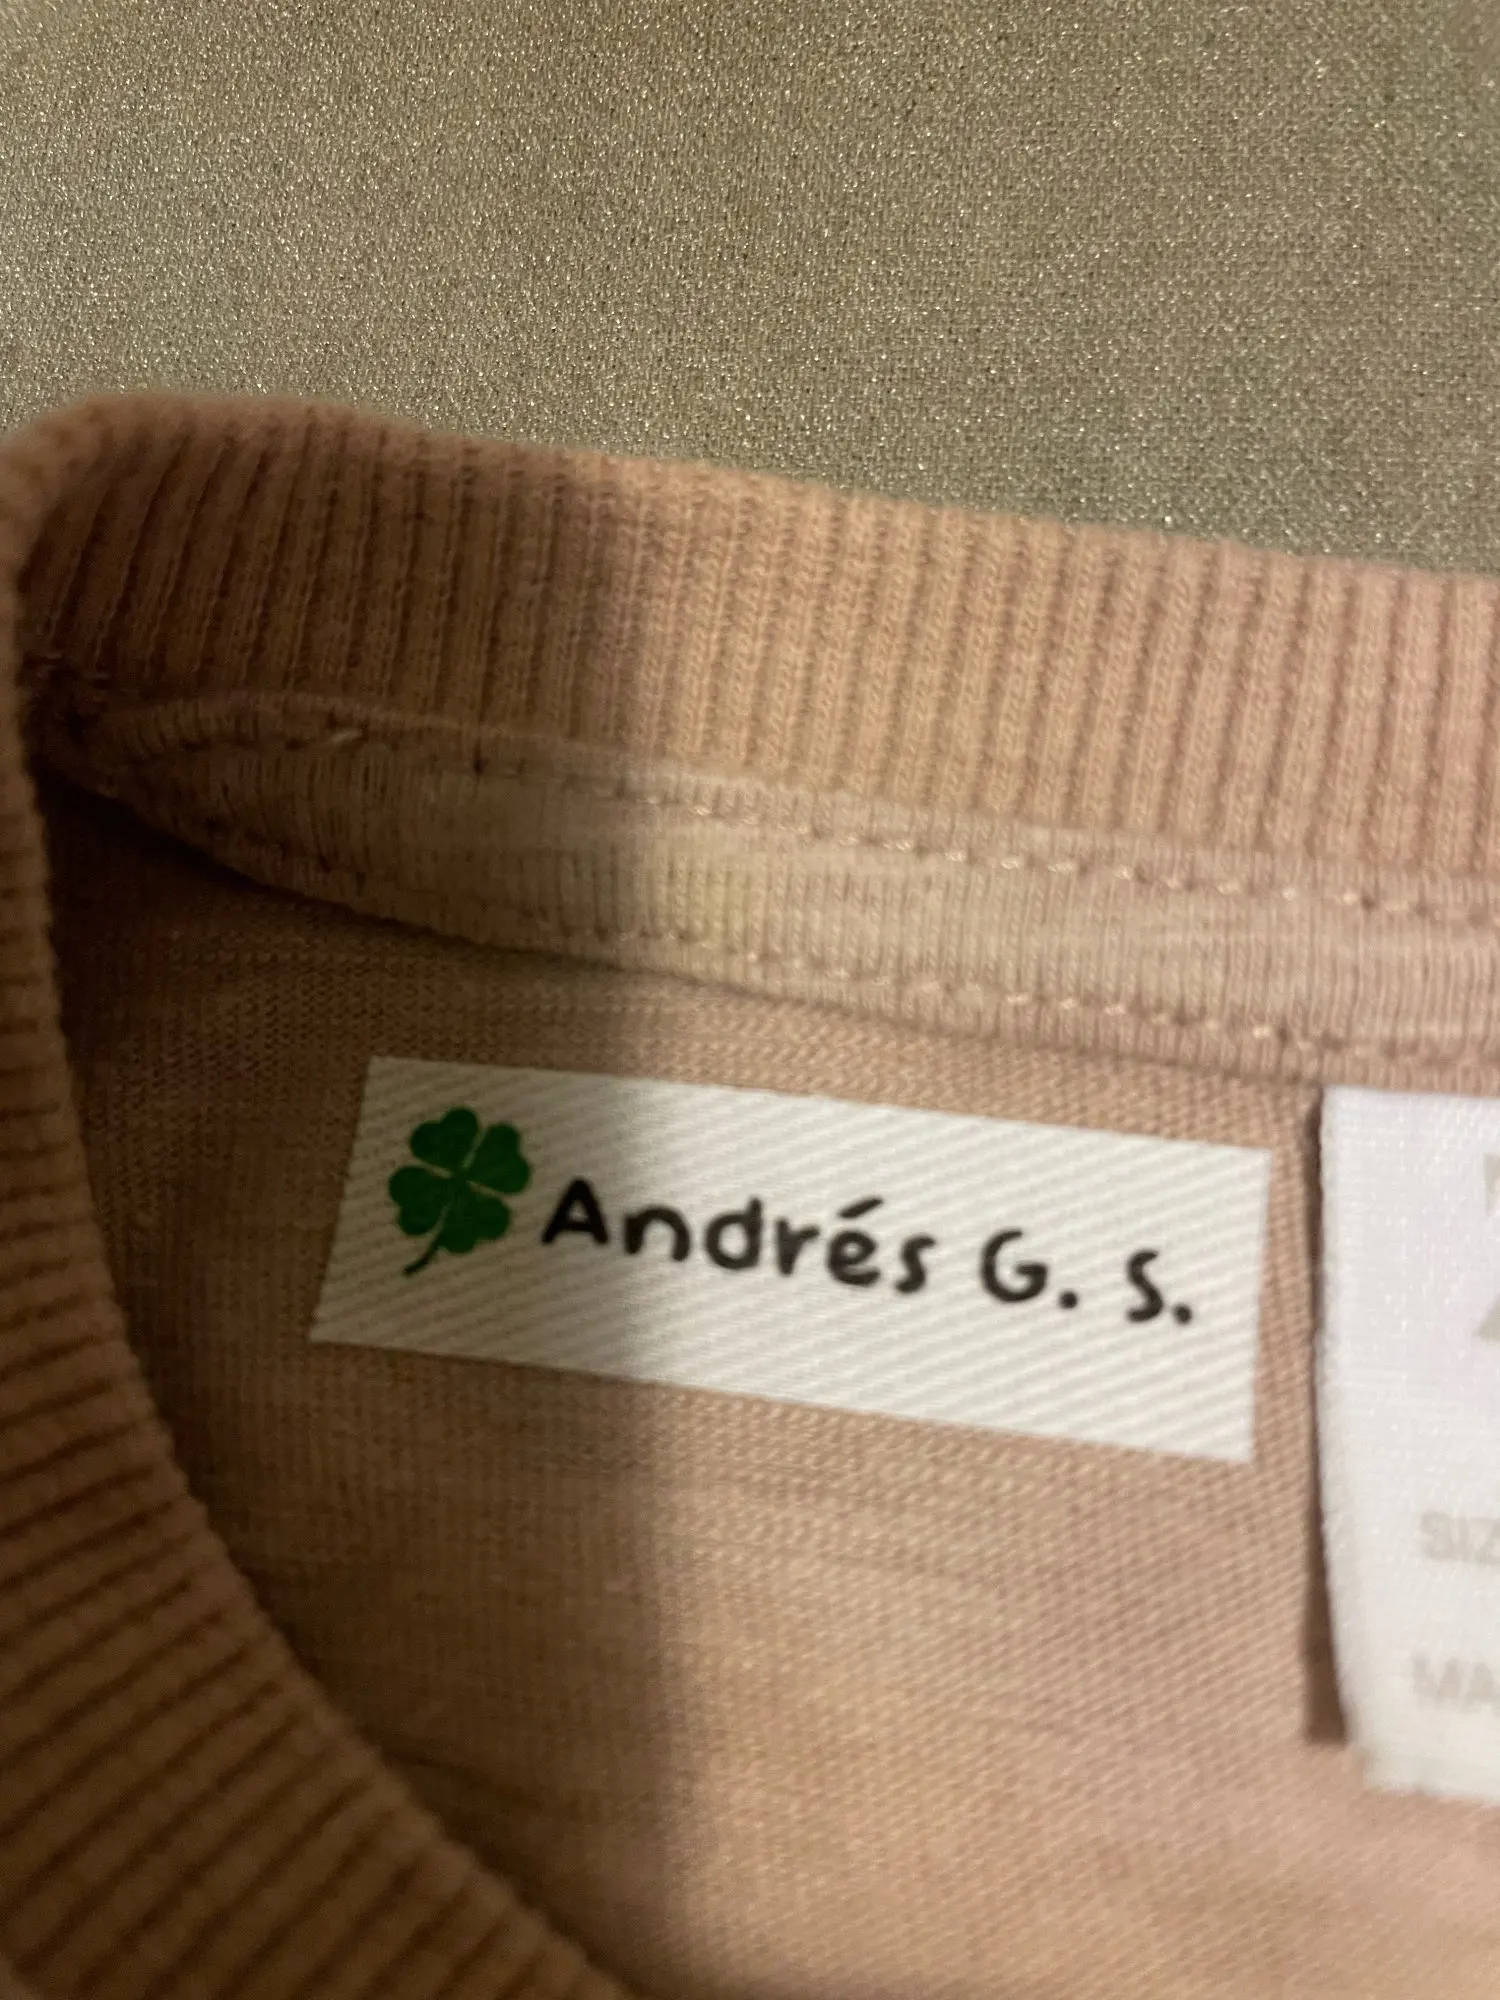 Andrés G. S.